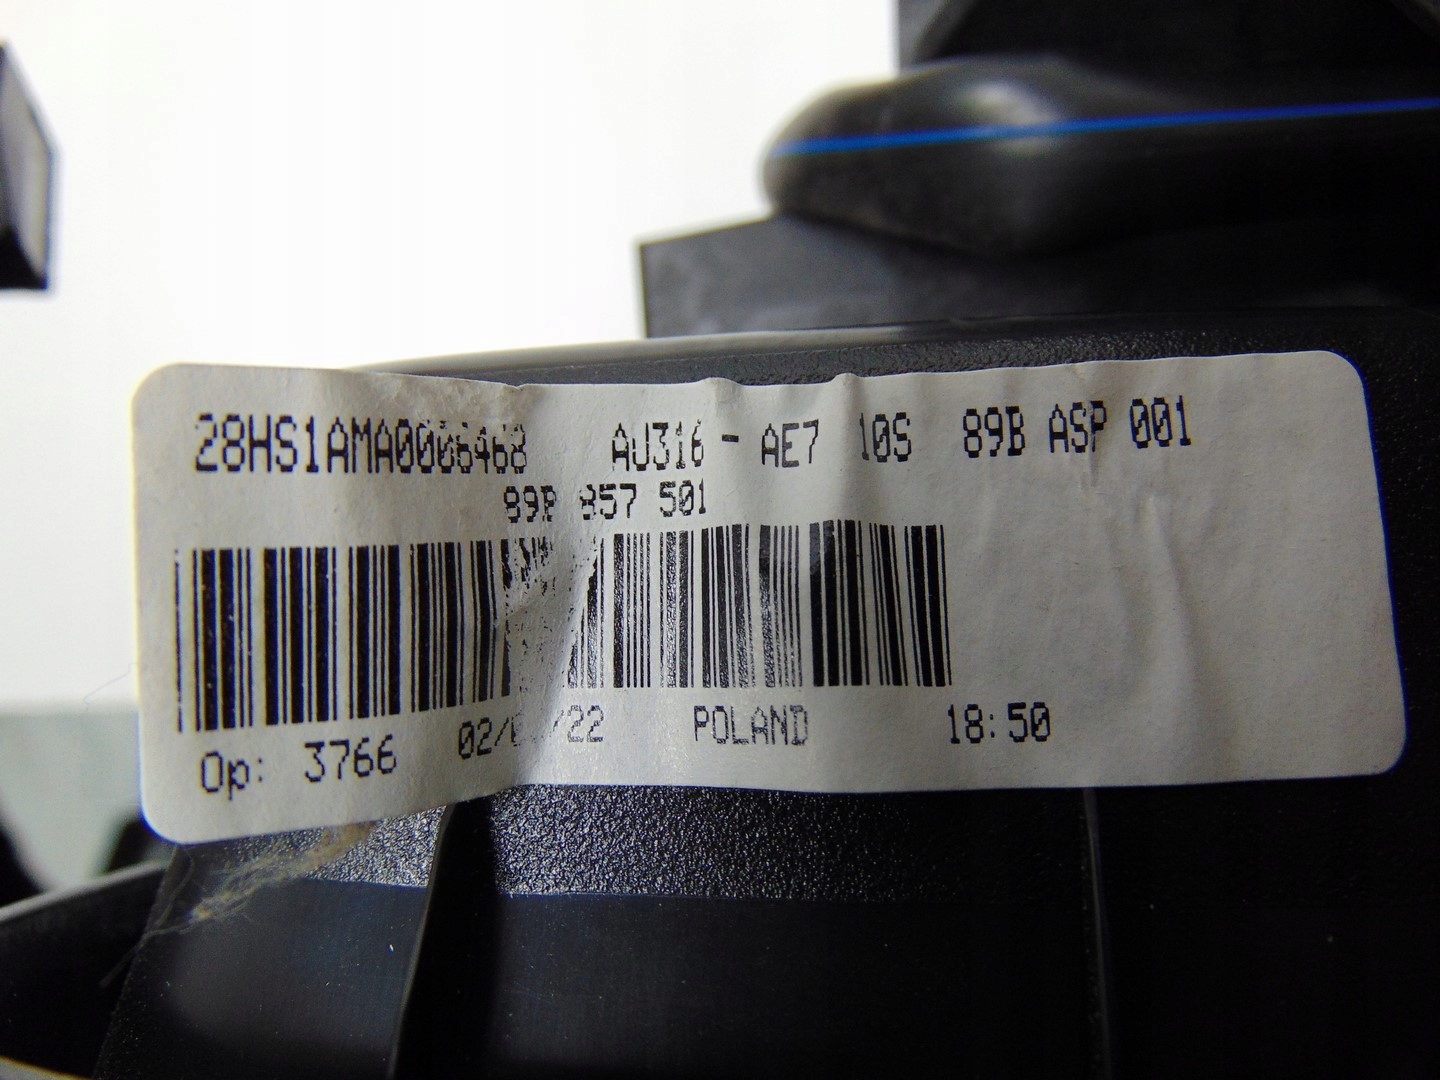 28HS1AMA0006468 AU316 - AE7 10S 89B ASP 001
89B 857 501
Op: 3766 POLAND 18:50